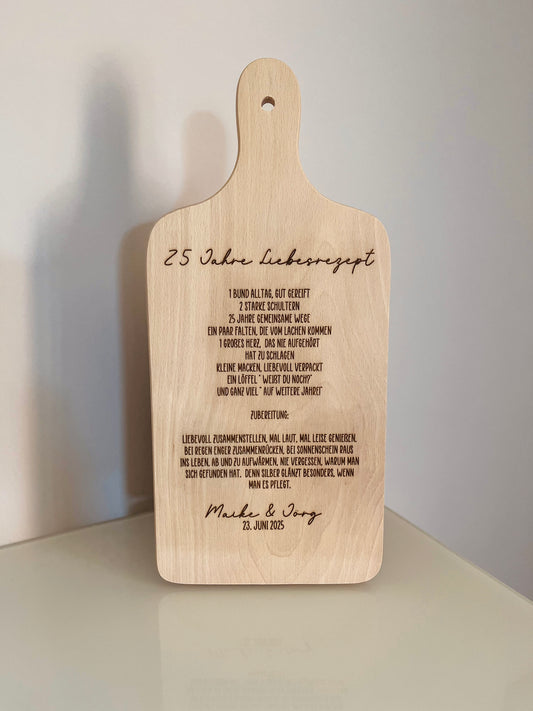 25 Jahre Liebesrezept
1 BUND ALLTAG, GUT GEREIFT
2 STARKE SCHULTERN
25 JAHRE GEMEINSAME WEGE
EIN PAAR FALTEN, DIE VOM LACHEN KOMMEN
1 GROßES HERZ, DAS NIE AUFGEHÖRT
HAT ZU SCHLAGEN
KLEINE MACKEN, LIEBEVOLL VERPACKT
EIN LÖFFEL " WEIßT DU NOCH?"
UND GANZ VIEL " AUF WEITERE JAHRE!"
ZUBEREITUNG:
LIEBEVOLL ZUSAMMENSTELLEN, MAL LAUT, MAL LEISE GENIEREN.
BEI REGEN ENGER ZUSAMMENRÜCKEN, BEI SONNENSCHEIN RAUS
INS LEBEN. AB UND ZU AUFWÄRMEN, NIE VERGESSEN, WARUM MAN
SICH GEFUNDEN HAT. DENN SILBER GLÄNZT BESONDERS, WENN
MAN ES PFLEGT.
Maike & Jörg
23. JUNI 2025